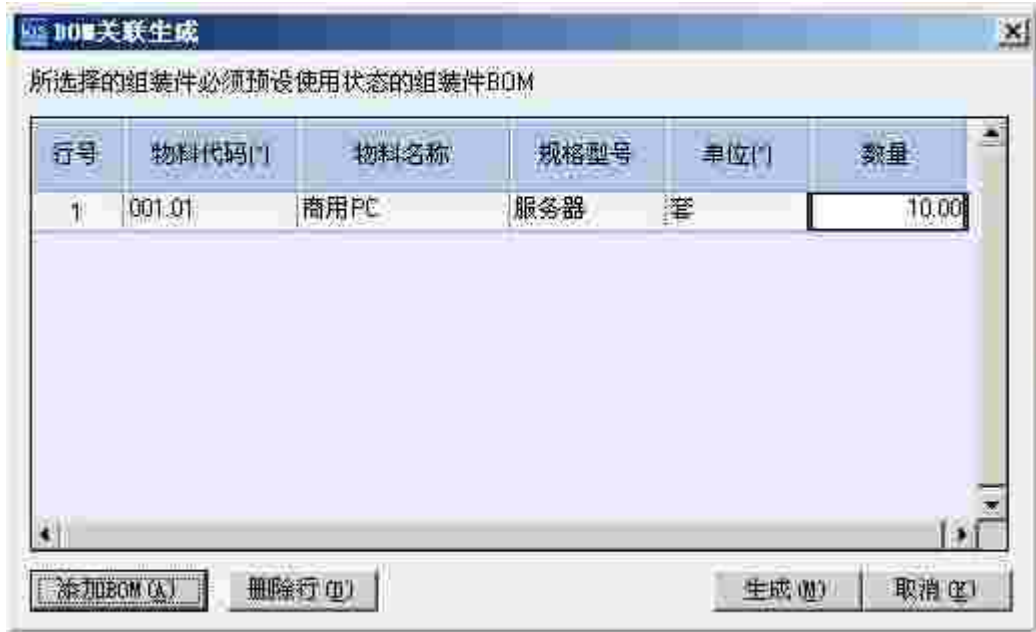 BOM关联生成
所选择的组装件必须预设使用状态的组装件BOM
行号 物料代码(*) 物料名称 规格型号 单位(*) 数量
1 001.01 商用PC 服务器 套 10.00
添加BOM(A) 删除行(D) 生成(M) 取消(X)